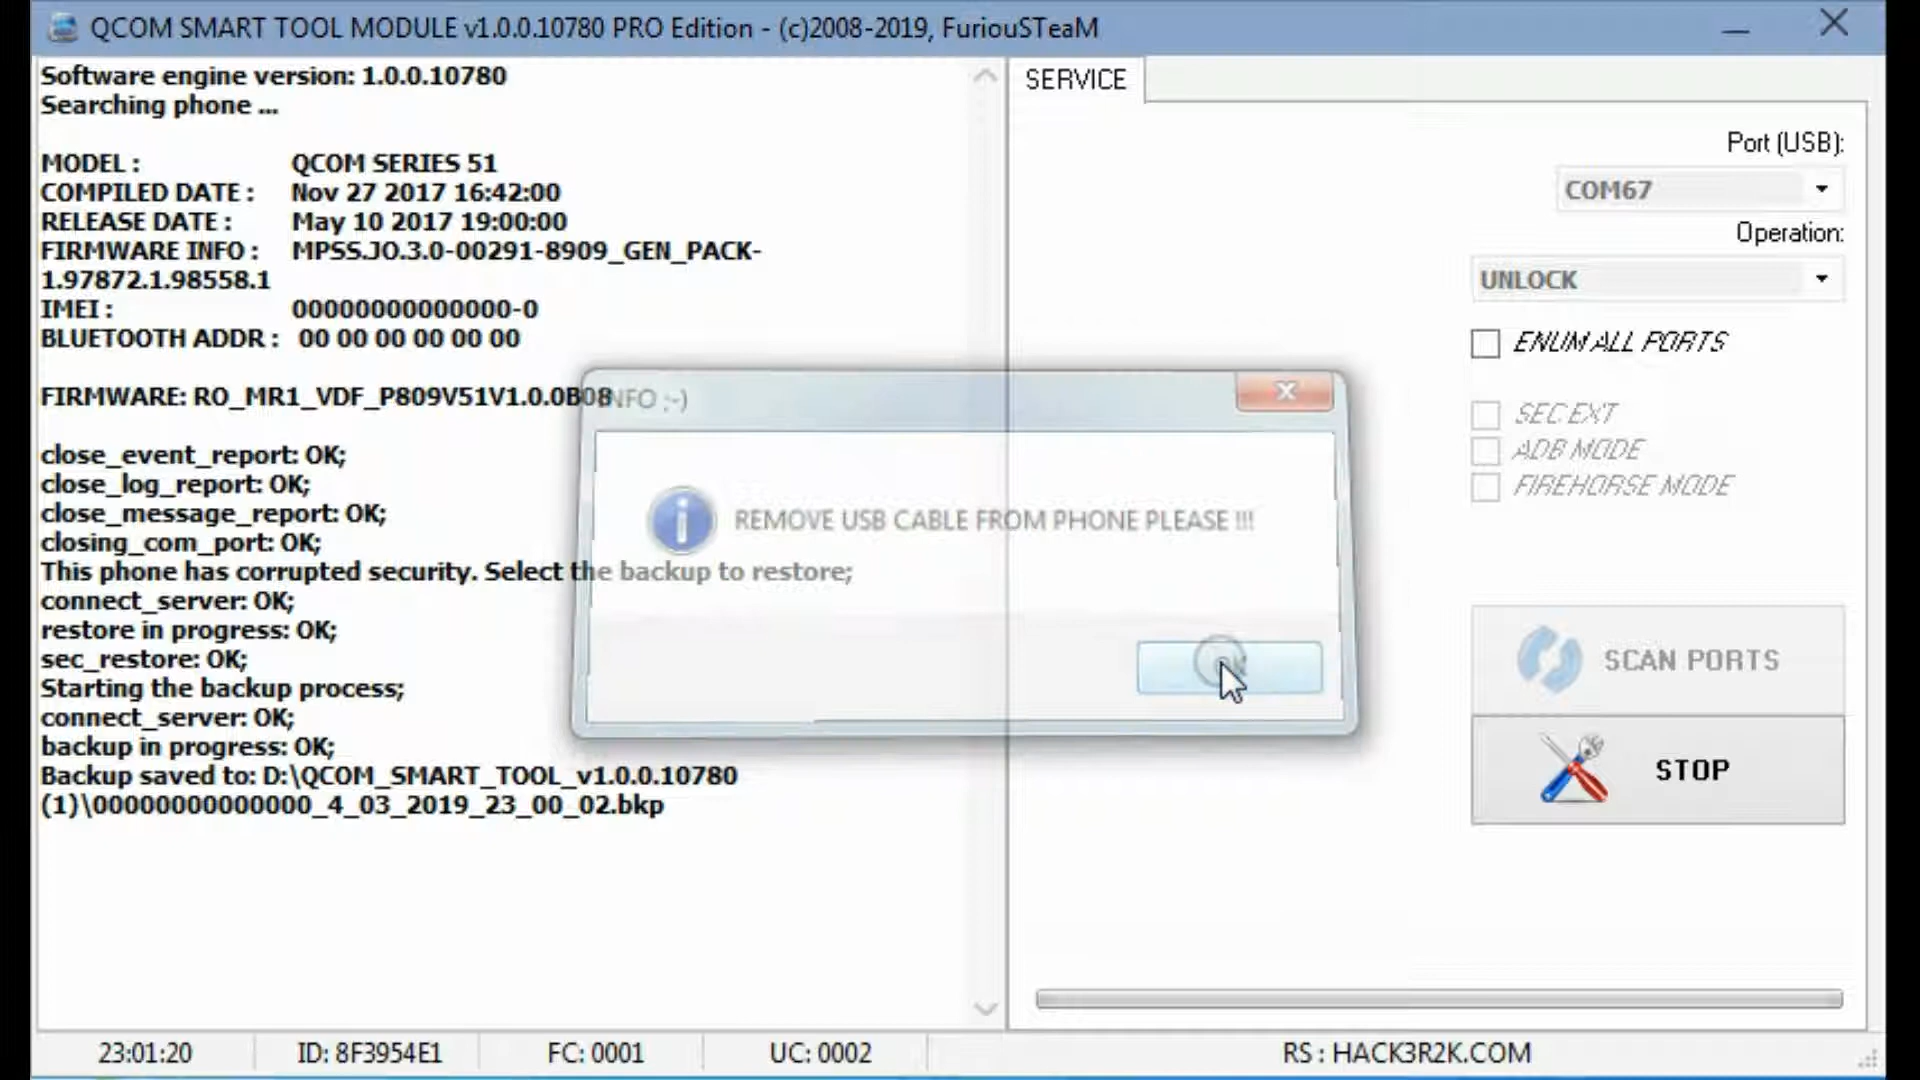 QCOM SMART TOOL MODULE v1.0.0.10780 PRO Edition - (c)2008-2019, FuriouSTeaM
Software engine version: 1.0.0.10780
Searching phone ...
MODEL : QCOM SERIES 51
COMPILED DATE : Nov 27 2017 16:42:00
RELEASE DATE : May 10 2017 19:00:00
FIRMWARE INFO : MPSS.JO.3.0-00291-8909_GEN_PACK-
1.97872.1.98558.1
IMEI : 00000000000000-0
BLUETOOTH ADDR : 00 00 00 00 00 00
FIRMWARE: RO_MR1_VDF_P809V51V1.0.0B08
close_event_report: OK;
close_log_report: OK;
close_message_report: OK;
closing_com_port: OK;
This phone has corrupted security. Select the backup to restore;
connect_server: OK;
restore in progress: OK;
sec_restore: OK;
Starting the backup process;
connect_server: OK;
backup in progress: OK;
Backup saved to: D:\QCOM_SMART_TOOL_v1.0.0.10780
(1)\00000000000000_4_03_2019_23_00_02.bkp
INFO ;-)
REMOVE USB CABLE FROM PHONE PLEASE !!!
OK
SERVICE
Port (USB):
COM67
Operation:
UNLOCK
ENUM ALL PORTS
SEC EXT
ADB MODE
FIREHORSE MODE
SCAN PORTS
STOP
23:01:20
ID: 8F3954E1
FC: 0001
UC: 0002
RS : HACK3R2K.COM